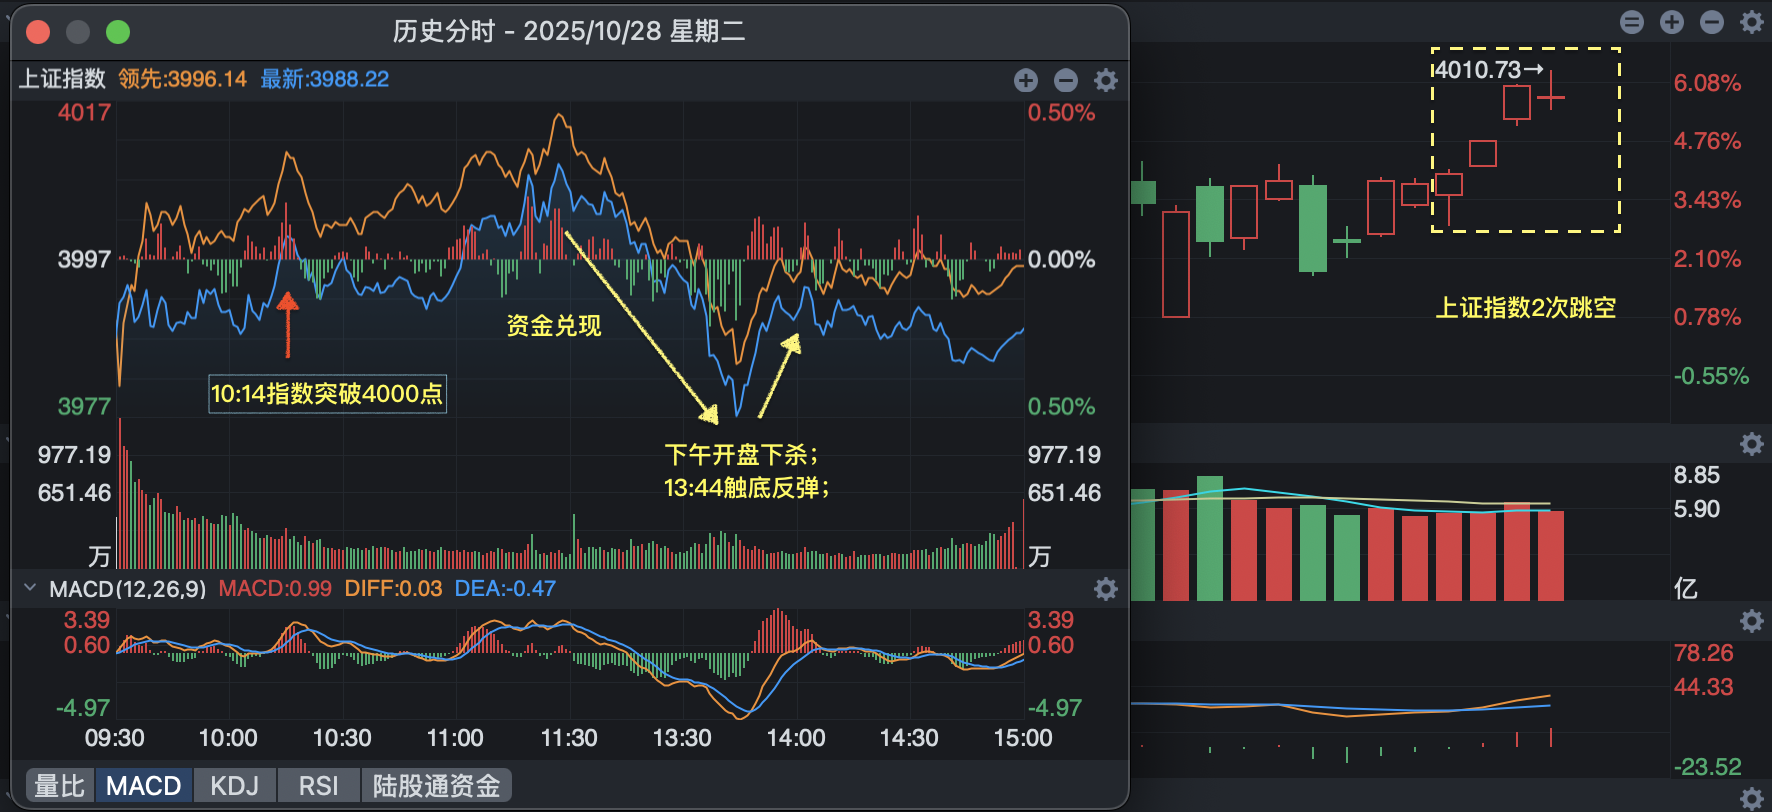 历史分时 - 2025/10/28 星期二
上证指数 领先:3996.14 最新:3988.22
4017
3997
3977
977.19
651.46
万
0.50%
0.00%
0.50%
977.19
651.46
万
10:14指数突破4000点
资金兑现
下午开盘下杀；
13:44触底反弹；
MACD(12,26,9) MACD:0.99 DIFF:0.03 DEA:-0.47
3.39
0.60
-4.97
3.39
0.60
-4.97
09:30 10:00 10:30 11:00 11:30 13:30 14:00 14:30 15:00
量比 MACD KDJ RSI 陆股通资金
4010.73→
上证指数2次跳空
6.08%
4.76%
3.43%
2.10%
0.78%
-0.55%
8.85
5.90
亿
78.26
44.33
-23.52